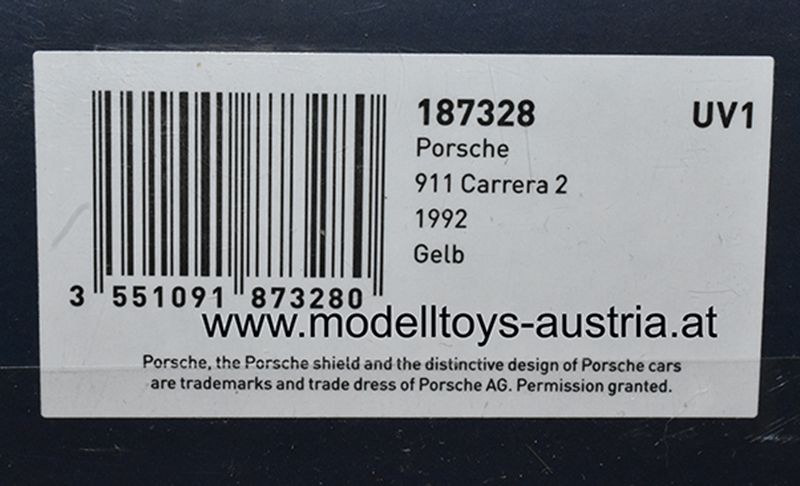 187328 UV1
Porsche
911 Carrera 2
1992
Gelb
3 551091 873280
www.modelltoys-austria.at
Porsche, the Porsche shield and the distinctive design of Porsche cars
are trademarks and trade dress of Porsche AG. Permission granted.